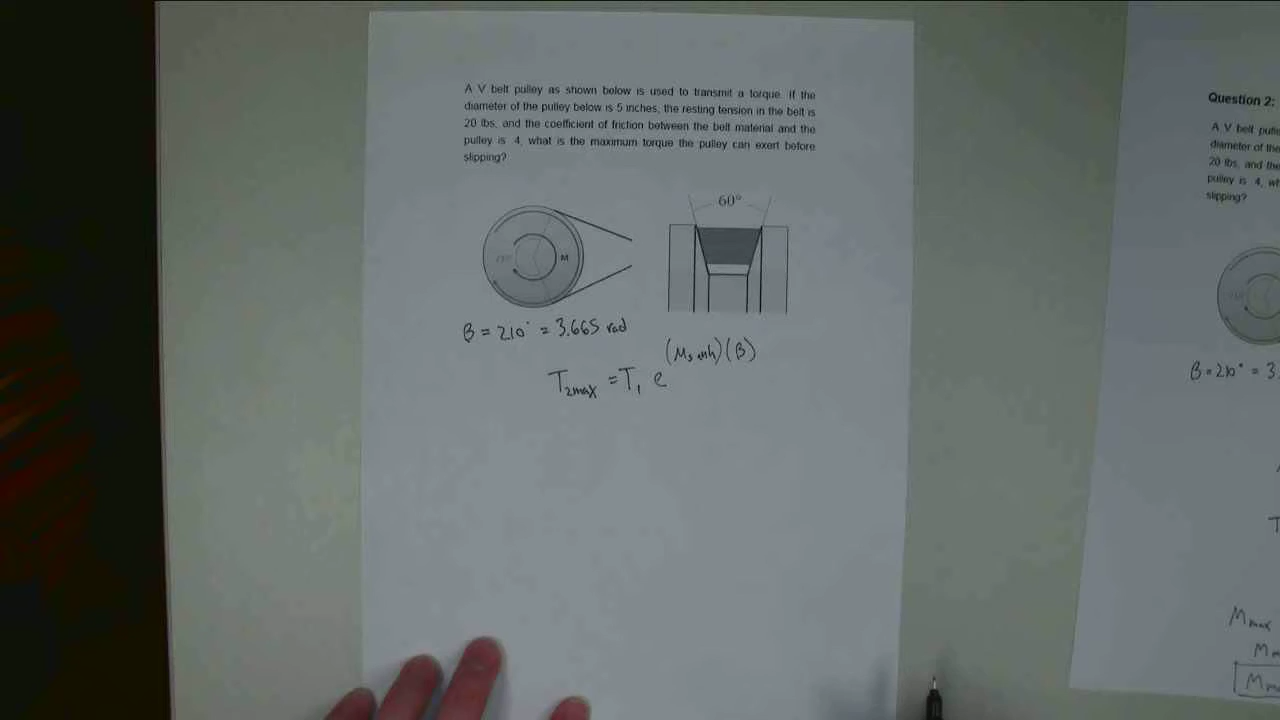 A V belt pulley as shown below is used to transmit a torque. If the
diameter of the pulley below is 5 inches, the resting tension in the belt is
20 lbs, and the coefficient of friction between the belt material and the
pulley is .4, what is the maximum torque the pulley can exert before
slipping?
60°
M
β = 210° = 3.665 rad
(μs enh)(β)
T2max = T1 e
Question 2:
A V belt pulle
diameter of the
20 lbs, and the
pulley is .4, wh
slipping?
β = 210° = 3.
T
Mmax
Mm
Mm